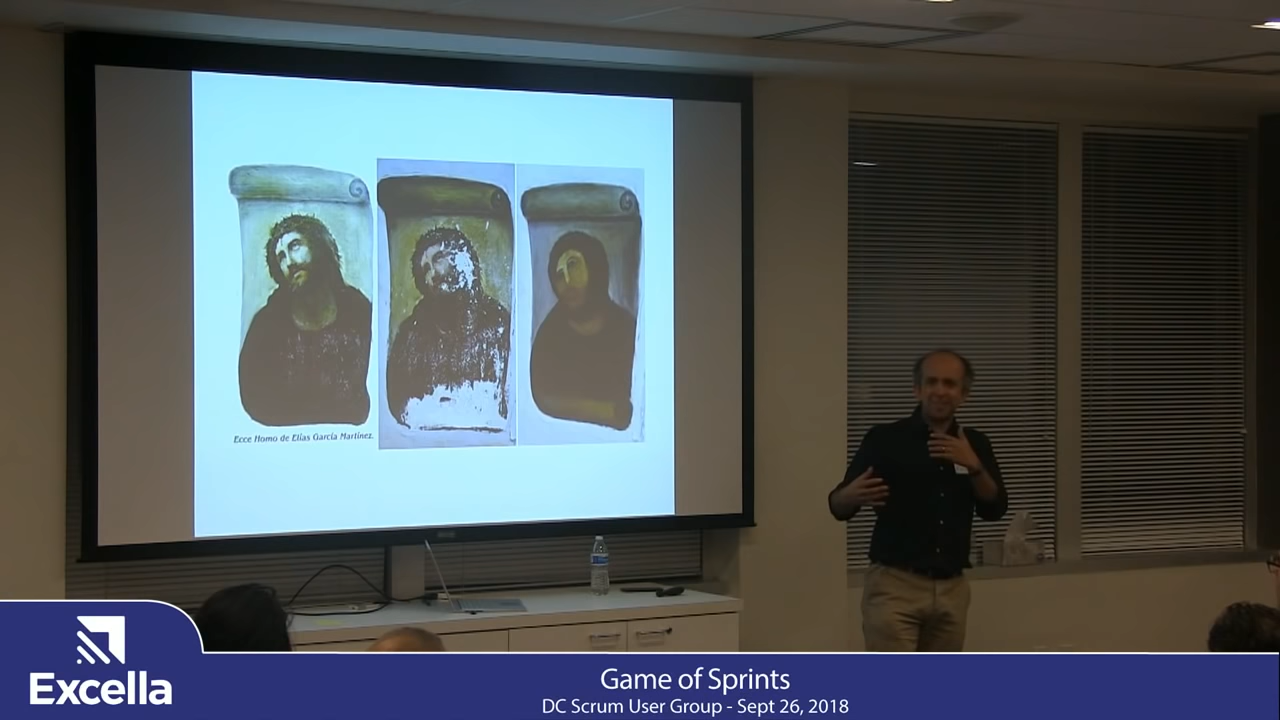 Ecce Homo de Elías García Martínez.
Excella
Game of Sprints
DC Scrum User Group - Sept 26, 2018